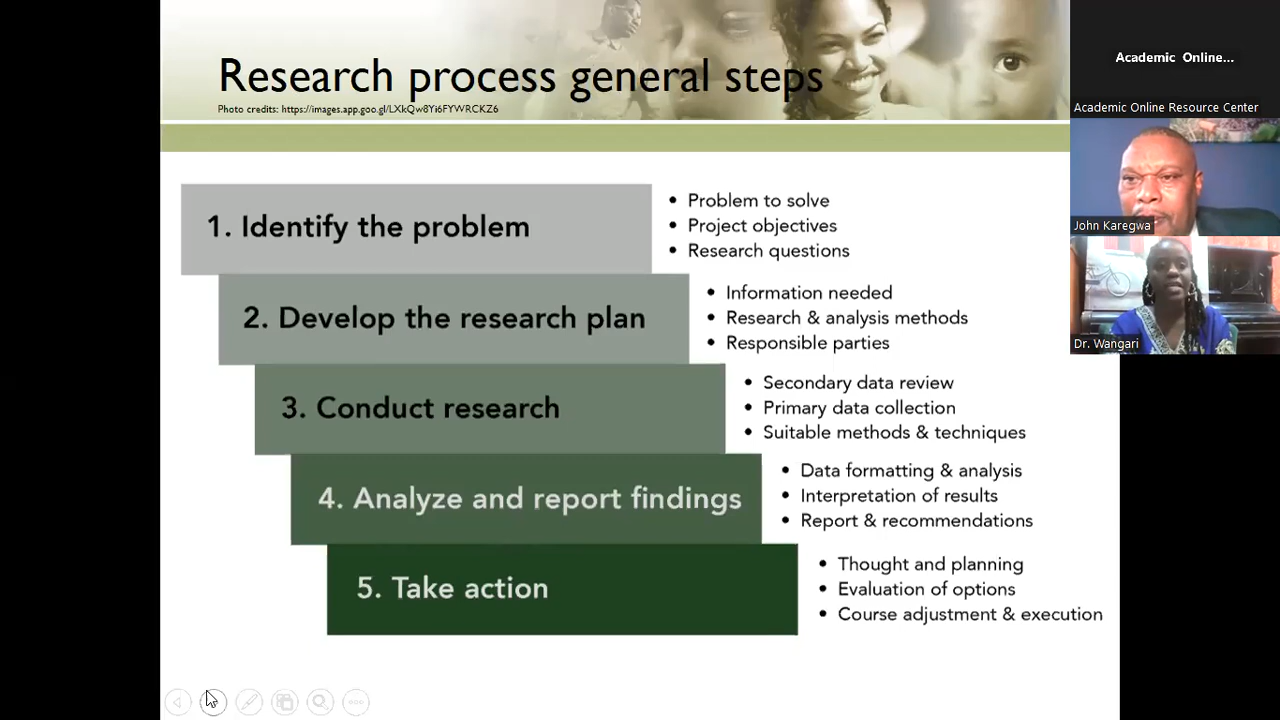 Research process general steps
Photo credits: https://images.app.goo.gl/LXkQw8Yi6FYWRCKZ6
1. Identify the problem
• Problem to solve
• Project objectives
• Research questions
2. Develop the research plan
• Information needed
• Research & analysis methods
• Responsible parties
3. Conduct research
• Secondary data review
• Primary data collection
• Suitable methods & techniques
4. Analyze and report findings
• Data formatting & analysis
• Interpretation of results
• Report & recommendations
5. Take action
• Thought and planning
• Evaluation of options
• Course adjustment & execution
Academic Online...
Academic Online Resource Center
John Karegwa
Dr. Wangari